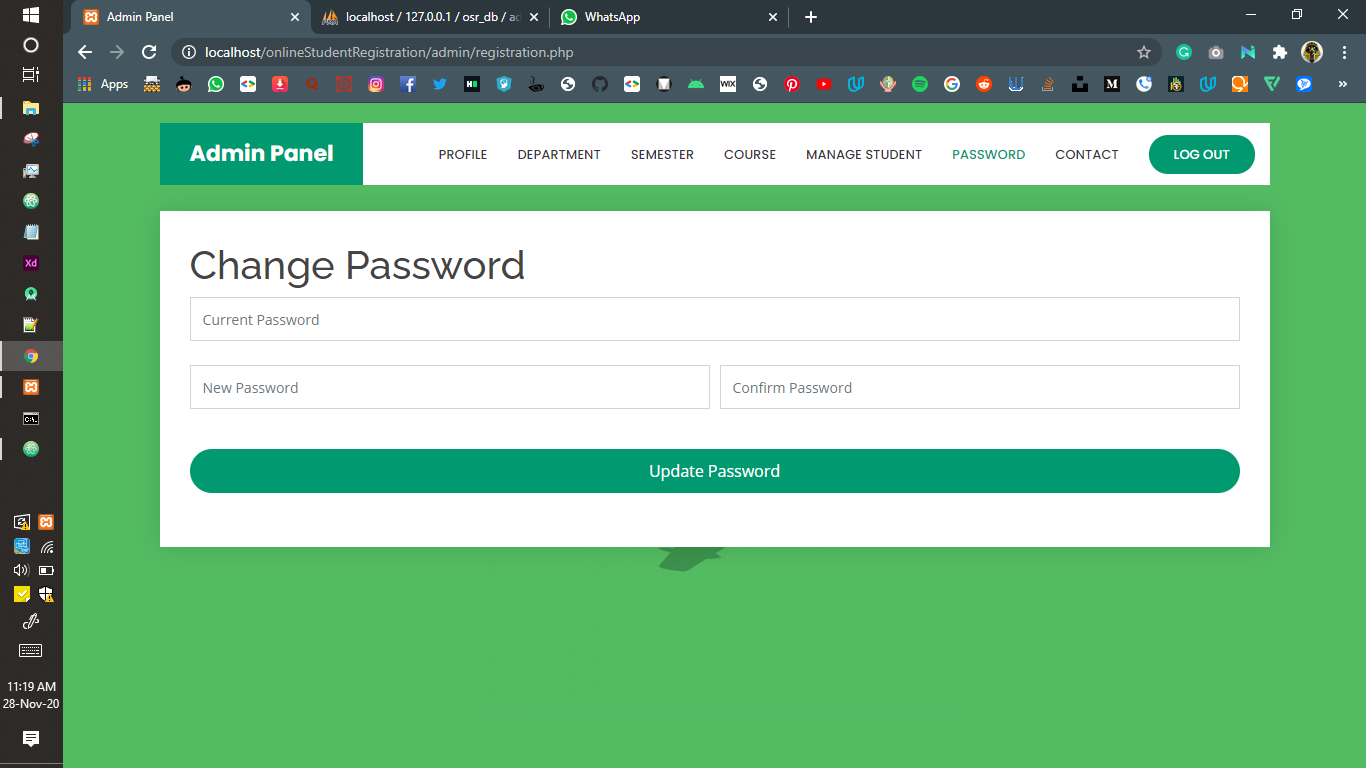 Admin Panel
localhost / 127.0.0.1 / osr_db / ad
WhatsApp
localhost/onlineStudentRegistration/admin/registration.php
Apps
WIX
Admin Panel
PROFILE
DEPARTMENT
SEMESTER
COURSE
MANAGE STUDENT
PASSWORD
CONTACT
LOG OUT
Change Password
Current Password
New Password
Confirm Password
Update Password
Xd
11:19 AM
28-Nov-20